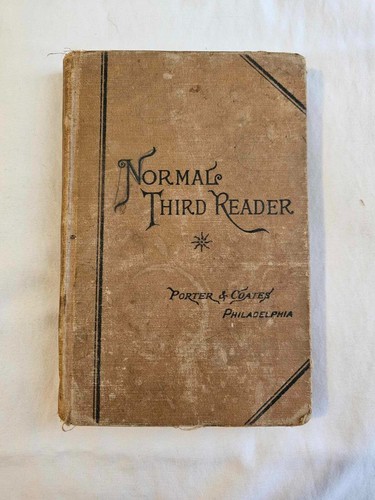 NORMAL
THIRD READER
PORTER & COATES
PHILADELPHIA